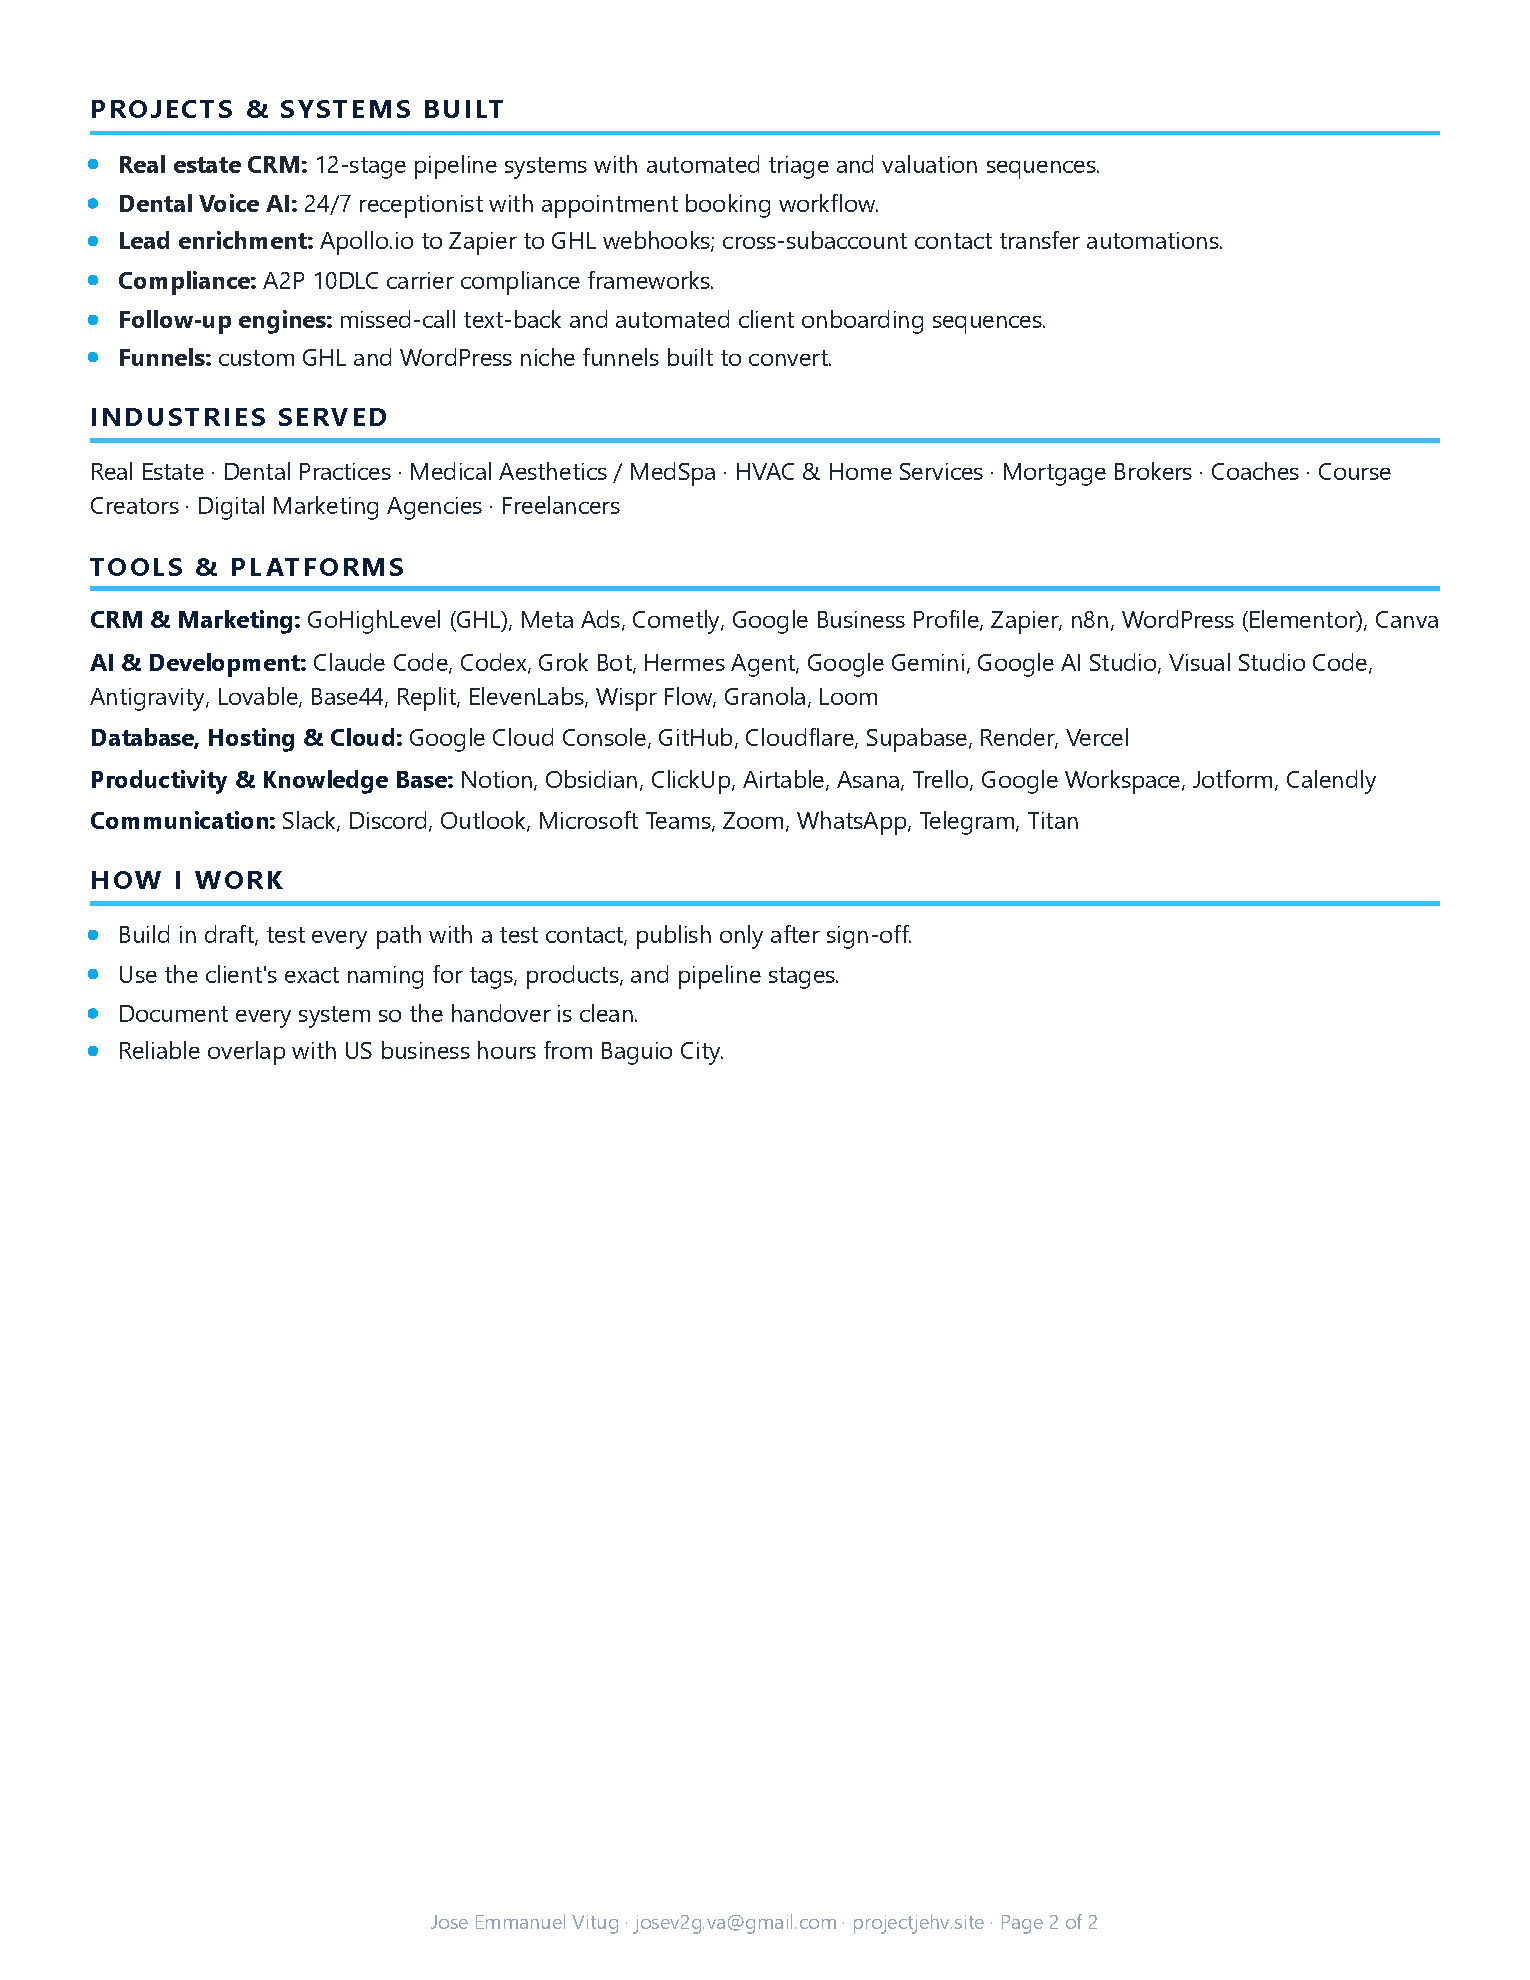 PROJECTS & SYSTEMS BUILT
• Real estate CRM: 12-stage pipeline systems with automated triage and valuation sequences.
• Dental Voice AI: 24/7 receptionist with appointment booking workflow.
• Lead enrichment: Apollo.io to Zapier to GHL webhooks; cross-subaccount contact transfer automations.
• Compliance: A2P 10DLC carrier compliance frameworks.
• Follow-up engines: missed-call text-back and automated client onboarding sequences.
• Funnels: custom GHL and WordPress niche funnels built to convert.
INDUSTRIES SERVED
Real Estate · Dental Practices · Medical Aesthetics / MedSpa · HVAC & Home Services · Mortgage Brokers · Coaches · Course
Creators · Digital Marketing Agencies · Freelancers
TOOLS & PLATFORMS
CRM & Marketing: GoHighLevel (GHL), Meta Ads, Cometly, Google Business Profile, Zapier, n8n, WordPress (Elementor), Canva
AI & Development: Claude Code, Codex, Grok Bot, Hermes Agent, Google Gemini, Google AI Studio, Visual Studio Code,
Antigravity, Lovable, Base44, Replit, ElevenLabs, Wispr Flow, Granola, Loom
Database, Hosting & Cloud: Google Cloud Console, GitHub, Cloudflare, Supabase, Render, Vercel
Productivity & Knowledge Base: Notion, Obsidian, ClickUp, Airtable, Asana, Trello, Google Workspace, Jotform, Calendly
Communication: Slack, Discord, Outlook, Microsoft Teams, Zoom, WhatsApp, Telegram, Titan
HOW I WORK
• Build in draft, test every path with a test contact, publish only after sign-off.
• Use the client's exact naming for tags, products, and pipeline stages.
• Document every system so the handover is clean.
• Reliable overlap with US business hours from Baguio City.
Jose Emmanuel Vitug · josev2g.va@gmail.com · projectjehv.site · Page 2 of 2